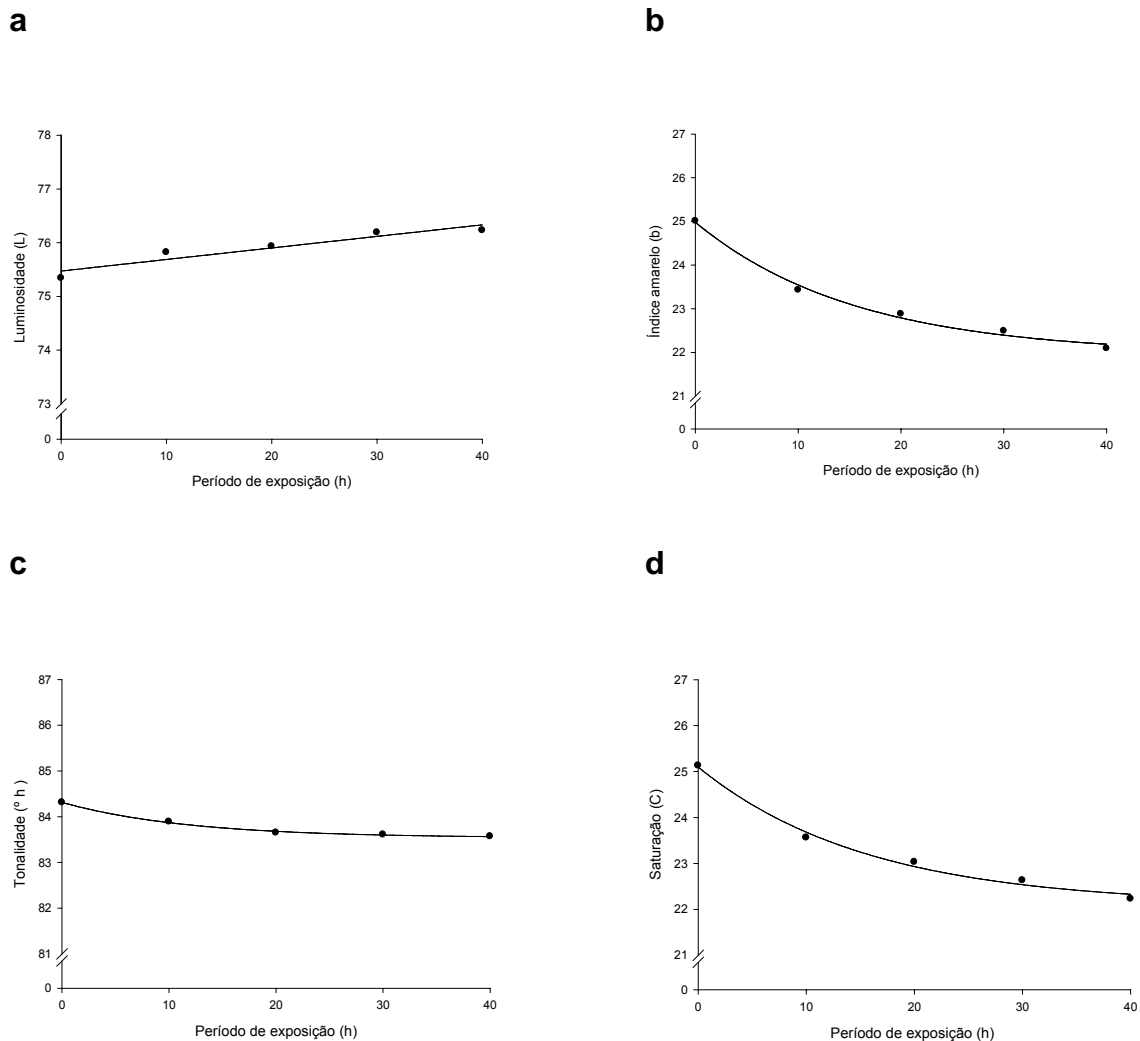 a
78
77
76
75
74
73
0
Luminosidade (L)
0 10 20 30 40
Período de exposição (h)
b
27
26
25
24
23
22
21
0
Índice amarelo (b)
0 10 20 30 40
Período de exposição (h)
c
87
86
85
84
83
82
81
0
Tonalidade (º h )
0 10 20 30 40
Período de exposição (h)
d
27
26
25
24
23
22
21
0
Saturação (C)
0 10 20 30 40
Período de exposição (h)